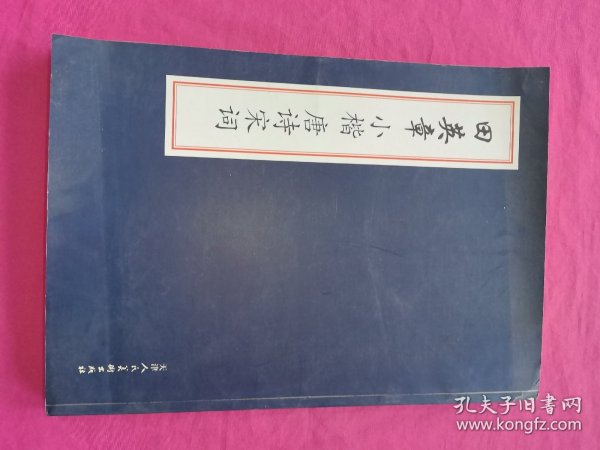 田英章
小楷 唐诗宋词
天津人民美術出版社
孔夫子旧书网
www.kongfz.com